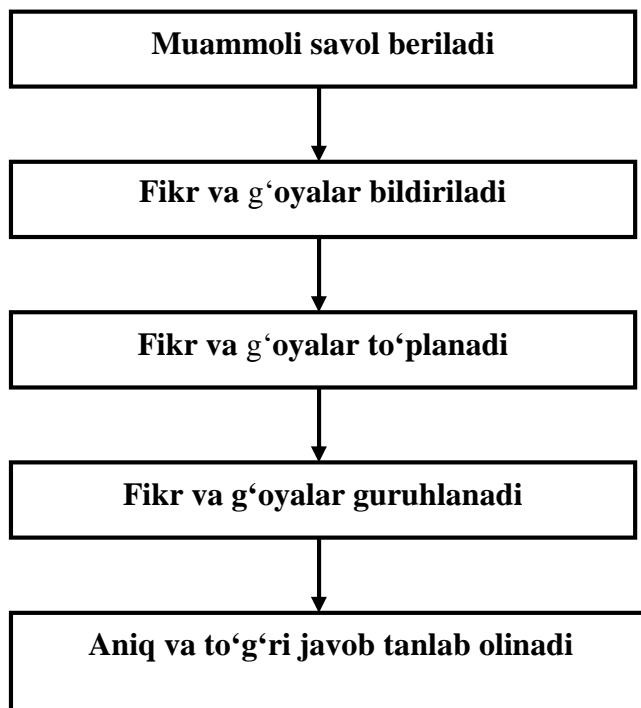 Muammoli savol beriladi
Fikr va g‘oyalar bildiriladi
Fikr va g‘oyalar to‘planadi
Fikr va g‘oyalar guruhlanadi
Aniq va to‘g‘ri javob tanlab olinadi